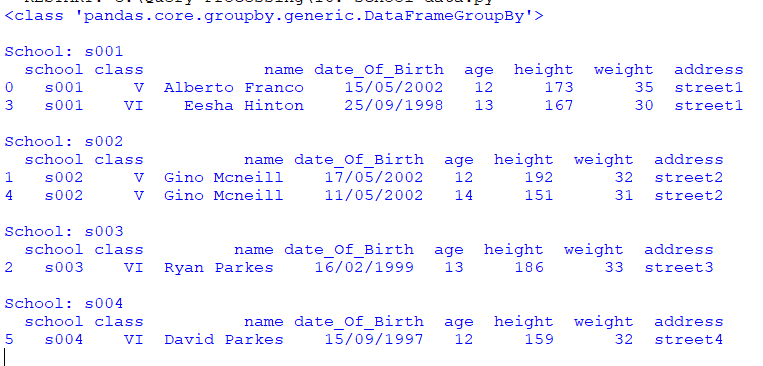 <class 'pandas.core.groupby.generic.DataFrameGroupBy'>
School: s001
school class name date_Of_Birth age height weight address
0 s001 V Alberto Franco 15/05/2002 12 173 35 street1
3 s001 VI Eesha Hinton 25/09/1998 13 167 30 street1
School: s002
school class name date_Of_Birth age height weight address
1 s002 V Gino Mcneill 17/05/2002 12 192 32 street2
4 s002 V Gino Mcneill 11/05/2002 14 151 31 street2
School: s003
school class name date_Of_Birth age height weight address
2 s003 VI Ryan Parkes 16/02/1999 13 186 33 street3
School: s004
school class name date_Of_Birth age height weight address
5 s004 VI David Parkes 15/09/1997 12 159 32 street4